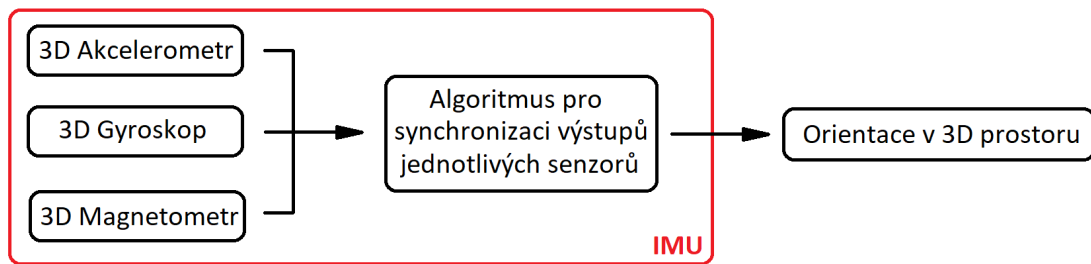 3D Akcelerometr
3D Gyroskop
3D Magnetometr
Algoritmus pro
synchronizaci výstupů
jednotlivých senzorů
IMU
Orientace v 3D prostoru